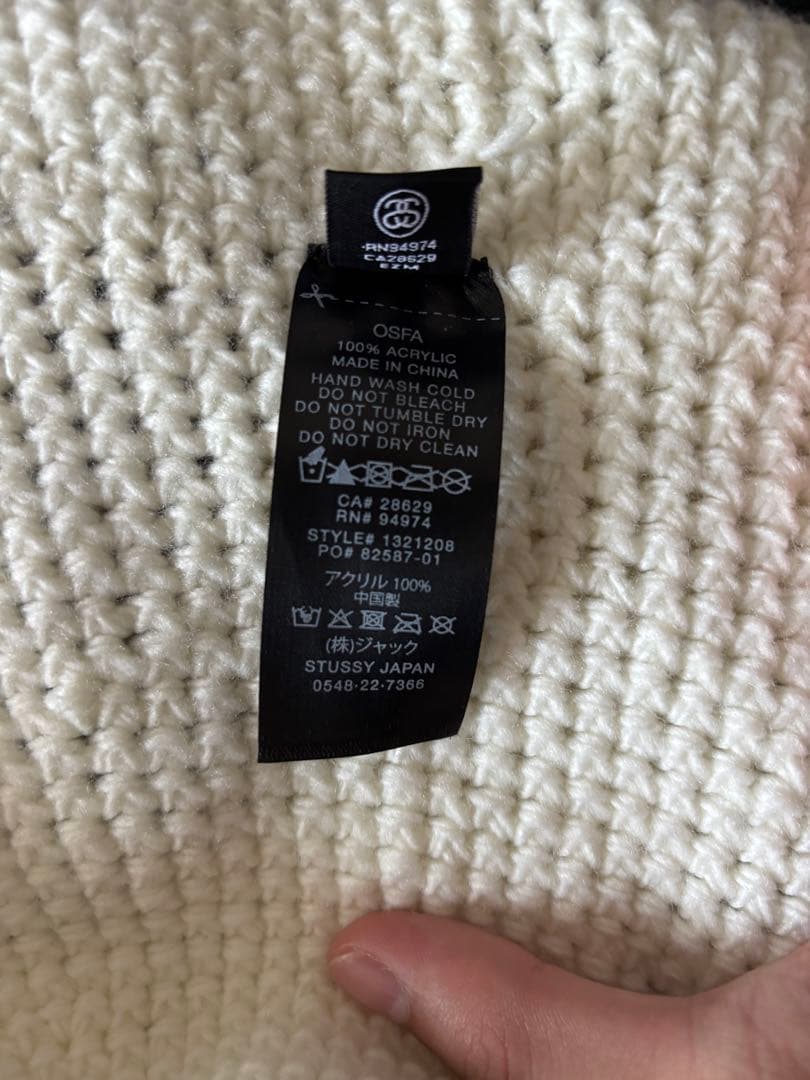 RN94974
CA28629
EZM
OSFA
100% ACRYLIC
MADE IN CHINA
HAND WASH COLD
DO NOT BLEACH
DO NOT TUMBLE DRY
DO NOT IRON
DO NOT DRY CLEAN
CA# 28629
RN# 94974
STYLE# 1321208
PO# 82587-01
アクリル 100%
中国製
(株)ジャック
STUSSY JAPAN
0548・22・7366